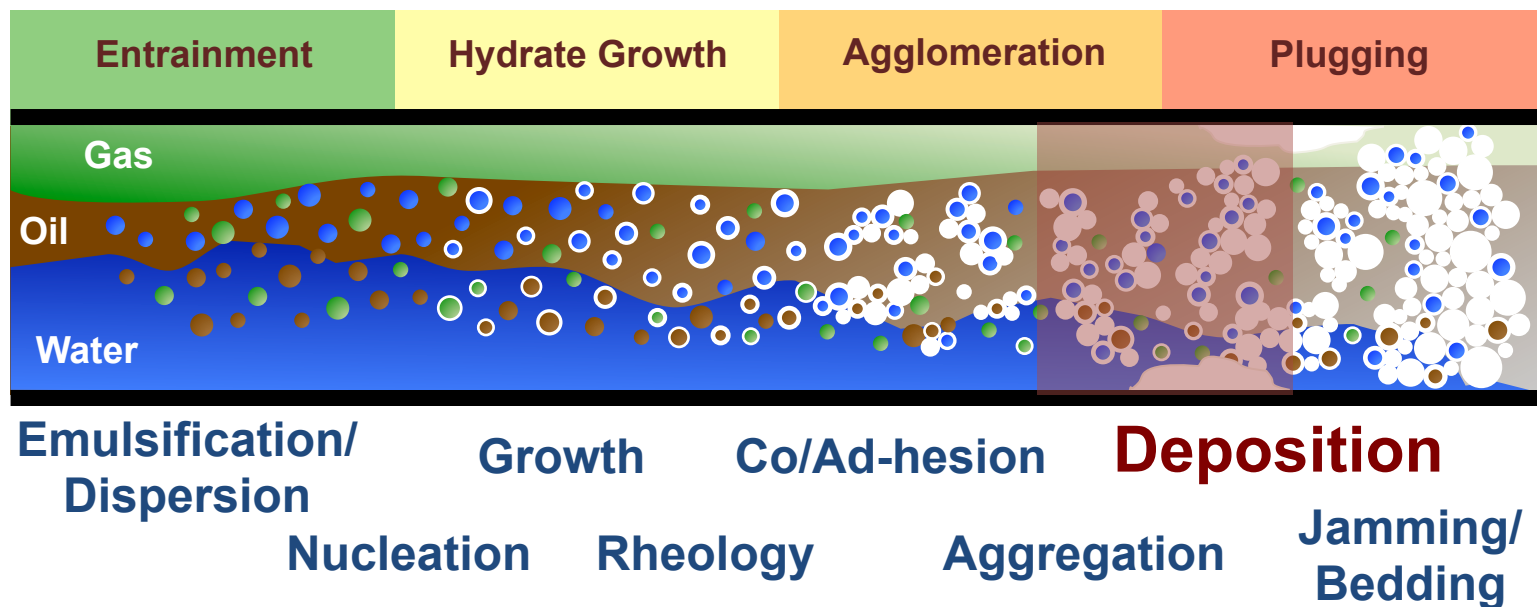 Entrainment
Hydrate Growth
Agglomeration
Plugging
Gas
Oil
Water
Emulsification/
Dispersion
Nucleation
Growth
Rheology
Co/Ad-hesion
Aggregation
Deposition
Jamming/
Bedding